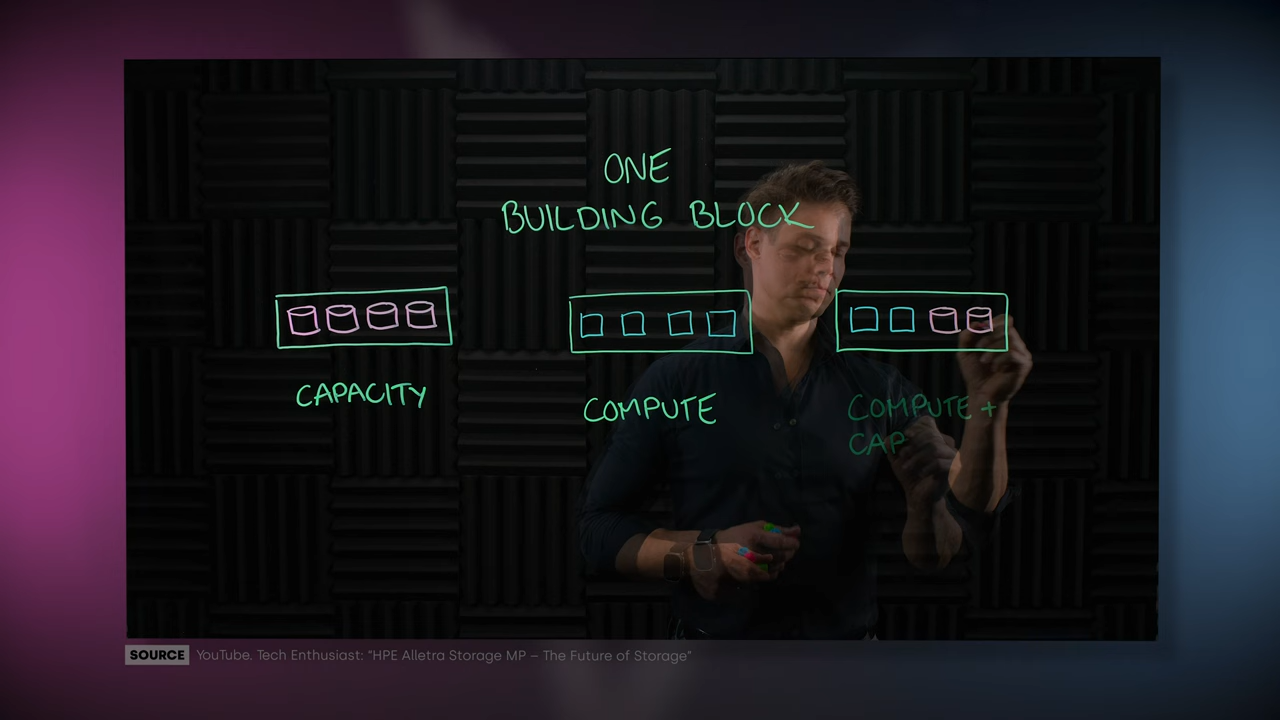 ONE
BUILDING BLOCK
CAPACITY
COMPUTE
COMPUTE +
CAP
SOURCE YouTube. Tech Enthusiast: "HPE Alletra Storage MP – The Future of Storage"